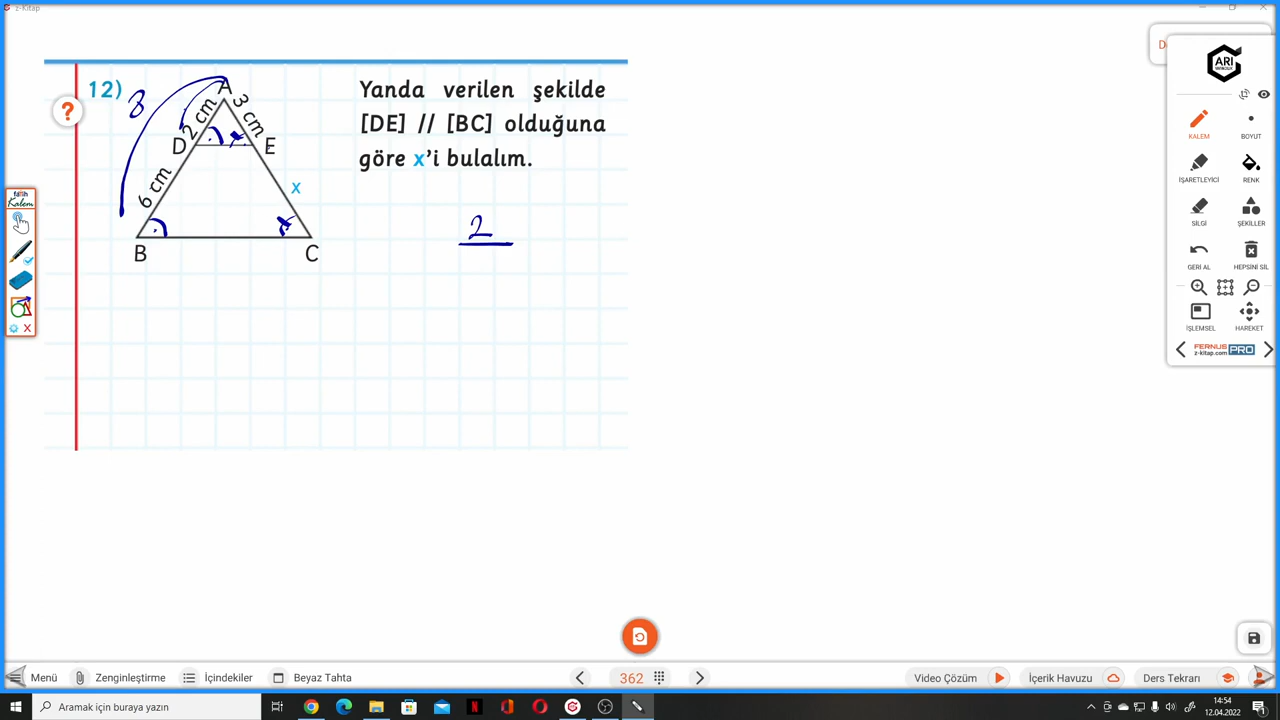 z-Kitap
12)
8
A
2 cm
3 cm
D
E
6 cm
x
B
C
?
Yanda verilen şekilde
[DE] // [BC] olduğuna
göre x'i bulalım.
2
fatih
Kalem
ARI
KALEM
BOYUT
İŞARETLEYİCİ
RENK
SİLGİ
ŞEKİLLER
GERİ AL
HEPSİNİ SİL
İŞLEMSEL
HAREKET
FERNUS
z-kitap.com PRO
Menü
Zenginleştirme
İçindekiler
Beyaz Tahta
362
Video Çözüm
İçerik Havuzu
Ders Tekrarı
Aramak için buraya yazın
14:54
12.04.2022